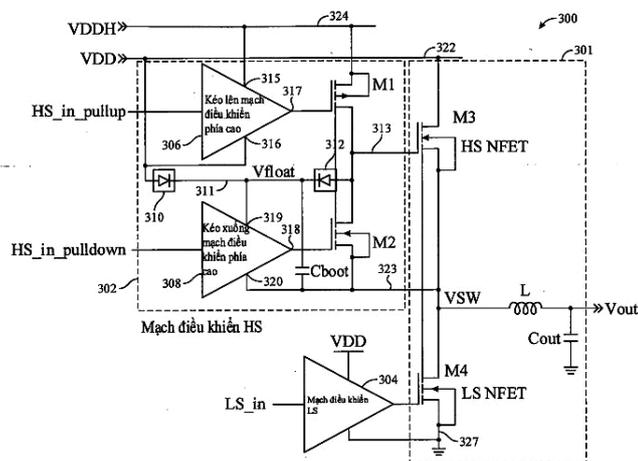 324
300
VDDH
VDD
322
301
315
M1
Kéo lên mạch
điều khiển
phía cao
317
HS_in_pullup
306
316
312
313
M3
HS NFET
Vfloat
310
311
319
Kéo xuống
mạch điều
khiển phía
cao
318
HS_in_pulldown
M2
308
320
Cboot
323
302
Mạch điều khiển HS
VSW
L
Vout
Cout
VDD
304
M4
Mạch điều khiển
LS
LS_in
LS NFET
327